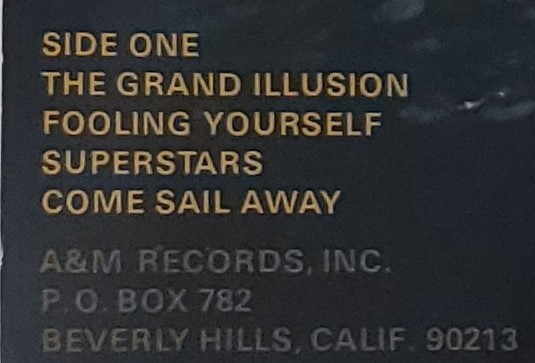 SIDE ONE
THE GRAND ILLUSION
FOOLING YOURSELF
SUPERSTARS
COME SAIL AWAY
A&M RECORDS, INC.
P.O. BOX 782
BEVERLY HILLS, CALIF. 90213